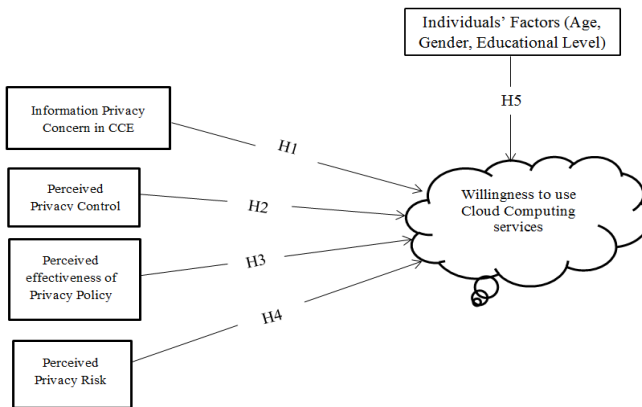 Individuals' Factors (Age,
Gender, Educational Level)
H5
Information Privacy
Concern in CCE
H1
Perceived
Privacy Control
H2
Willingness to use
Cloud Computing
services
Perceived
effectiveness of
Privacy Policy
H3
H4
Perceived
Privacy Risk